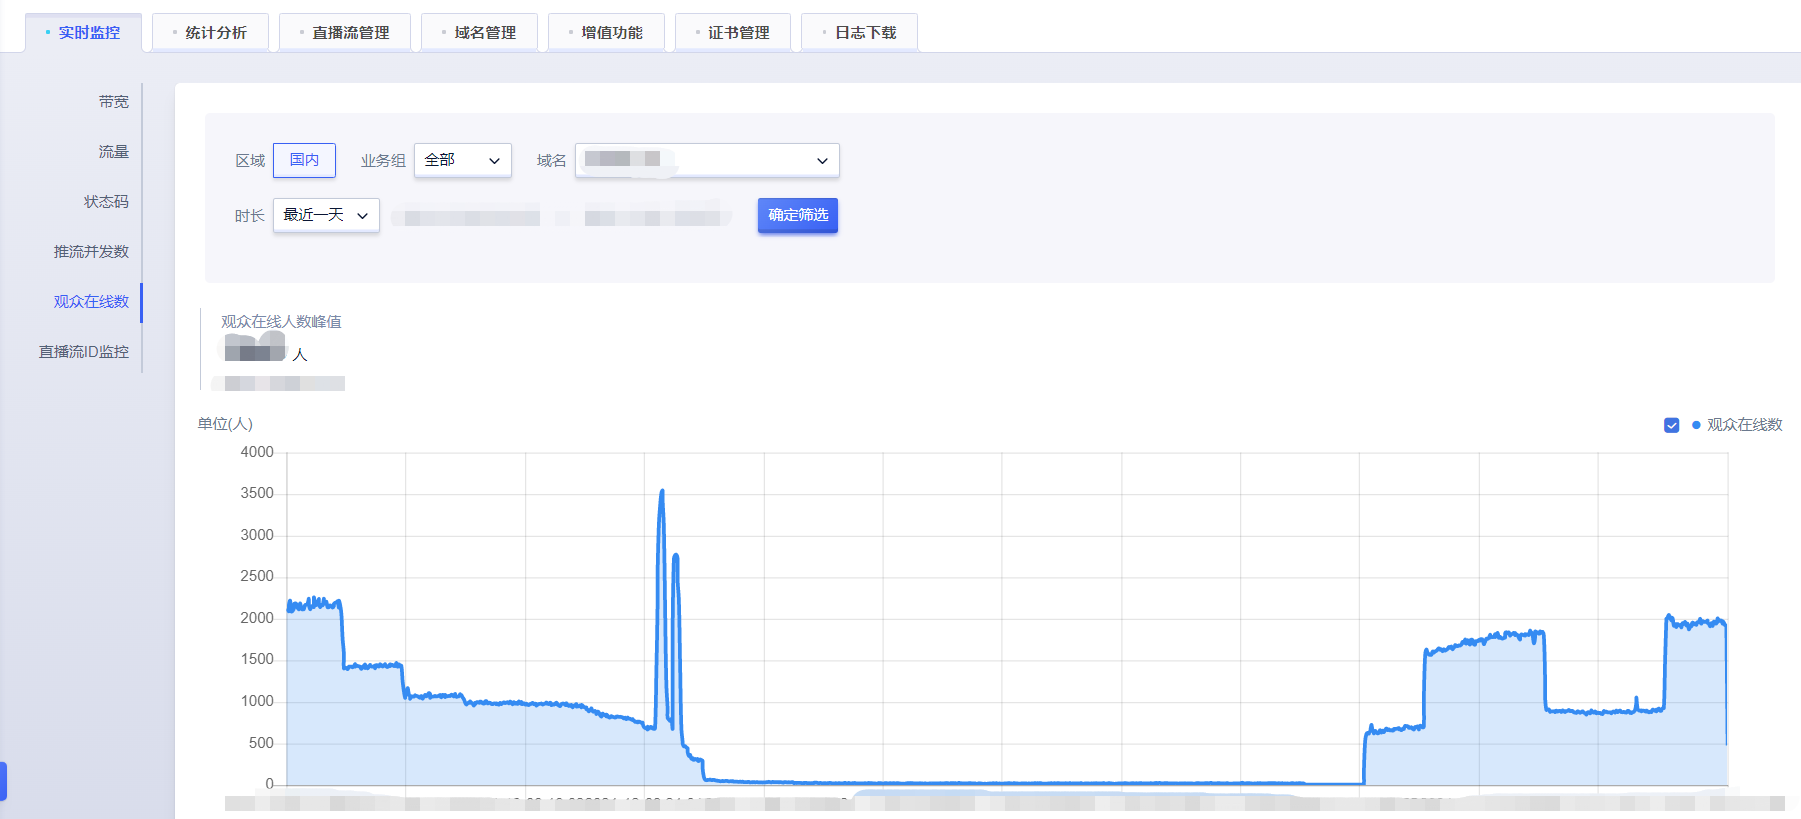 实时监控 统计分析 直播流管理 域名管理 增值功能 证书管理 日志下载
带宽
流量
状态码
推流并发数
观众在线数
直播流ID监控
区域 国内 业务组 全部 域名
时长 最近一天 确定筛选
观众在线人数峰值
人
单位(人) 观众在线数
4000
3500
3000
2500
2000
1500
1000
500
0